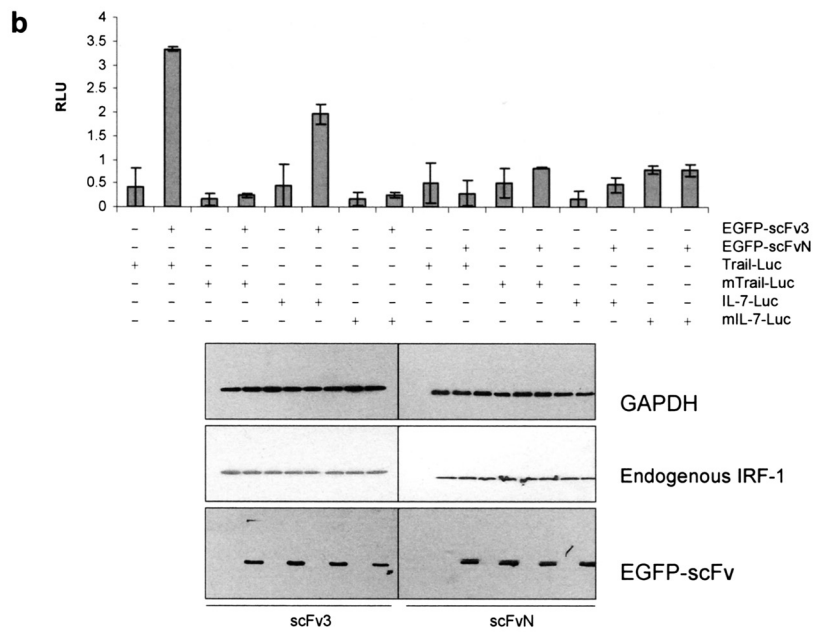 b
4
3.5
3
2.5
2
1.5
1
0.5
0
RLU
- + - + - + - + - - - - - - - - EGFP-scFv3
- - - - - - - - - + - + - + - + EGFP-scFvN
+ + - - - - - - + + - - - - - - Trail-Luc
- - + + - - - - - - + + - - - - mTrail-Luc
- - - - + + - - - - - - + + - - IL-7-Luc
- - - - - - + + - - - - - - + + mIL-7-Luc
GAPDH
Endogenous IRF-1
EGFP-scFv
scFv3 scFvN